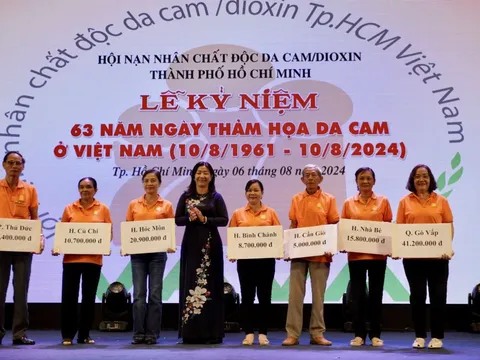 nhân chất độc da cam /dioxin Tp.HCM Việt Nam
HỘI NẠN NHÂN CHẤT ĐỘC DA CAM/DIOXIN
THÀNH PHỐ HỒ CHÍ MINH
LỄ KỶ NIỆM
63 NĂM NGÀY THẢM HỌA DA CAM
Ở VIỆT NAM (10/8/1961 - 10/8/2024)
Tp. Hồ Chí Minh, ngày 06 tháng 08 năm 2024
P. Thủ Đức
.400.000 đ
H. Củ Chi
10.700.000 đ
H. Hóc Môn
20.900.000 đ
H. Bình Chánh
8.700.000 đ
H. Cần Giờ
5.000.000 đ
H. Nhà Bè
15.800.000 đ
Q. Gò Vấp
41.200.000 đ